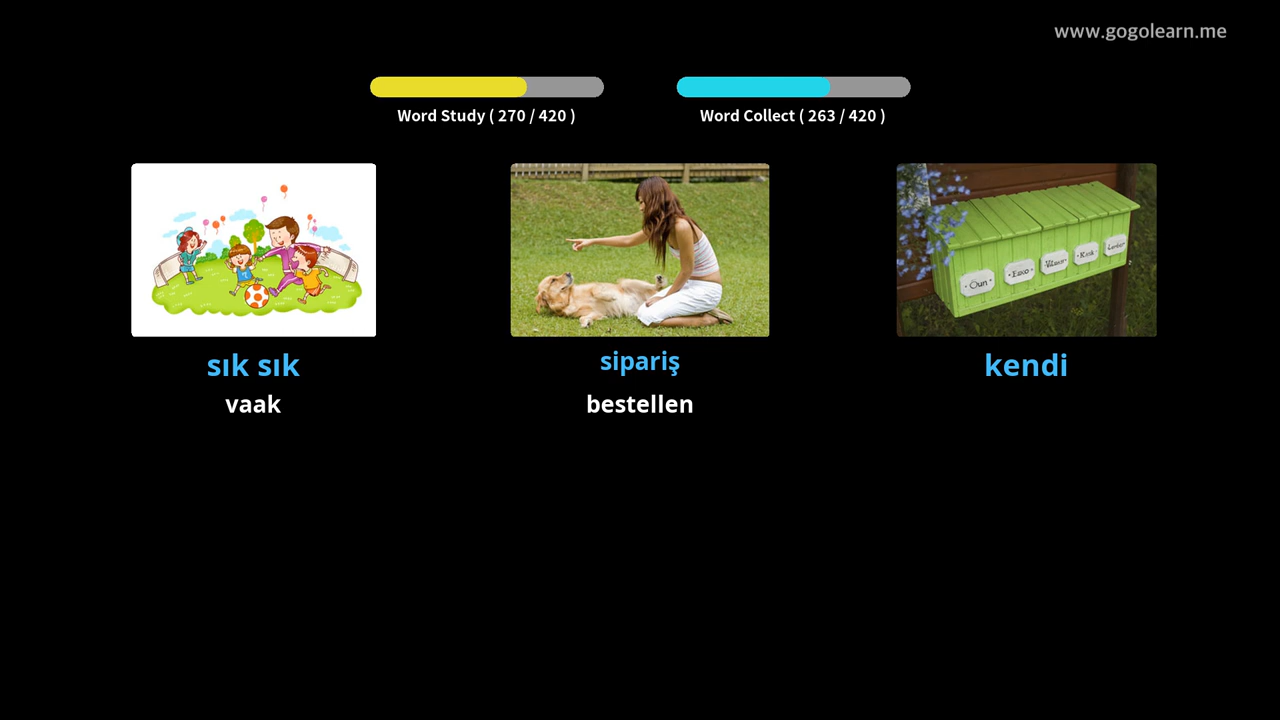 www.gogolearn.me
Word Study ( 270 / 420 )
Word Collect ( 263 / 420 )
sık sık
sipariş
kendi
vaak
bestellen